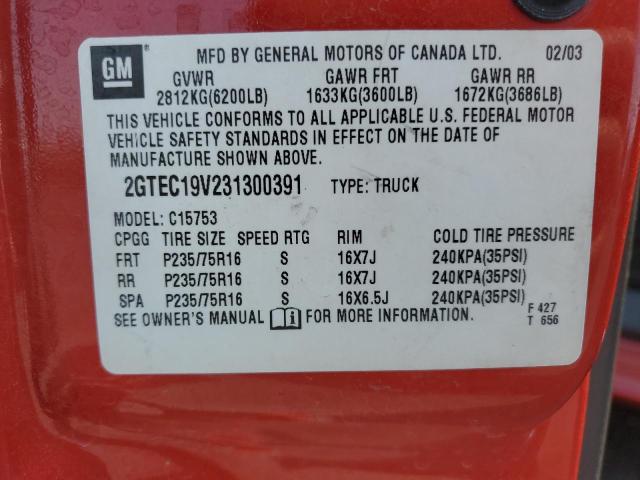 GM MFD BY GENERAL MOTORS OF CANADA LTD. 02/03
GVWR GAWR FRT GAWR RR
2812KG(6200LB) 1633KG(3600LB) 1672KG(3686LB)
THIS VEHICLE CONFORMS TO ALL APPLICABLE U.S. FEDERAL MOTOR
VEHICLE SAFETY STANDARDS IN EFFECT ON THE DATE OF
MANUFACTURE SHOWN ABOVE.
2GTEC19V231300391 TYPE: TRUCK
MODEL: C15753
CPGG TIRE SIZE SPEED RTG RIM COLD TIRE PRESSURE
FRT P235/75R16 S 16X7J 240KPA(35PSI)
RR P235/75R16 S 16X7J 240KPA(35PSI)
SPA P235/75R16 S 16X6.5J 240KPA(35PSI)
SEE OWNER'S MANUAL FOR MORE INFORMATION.
F 427
T 656